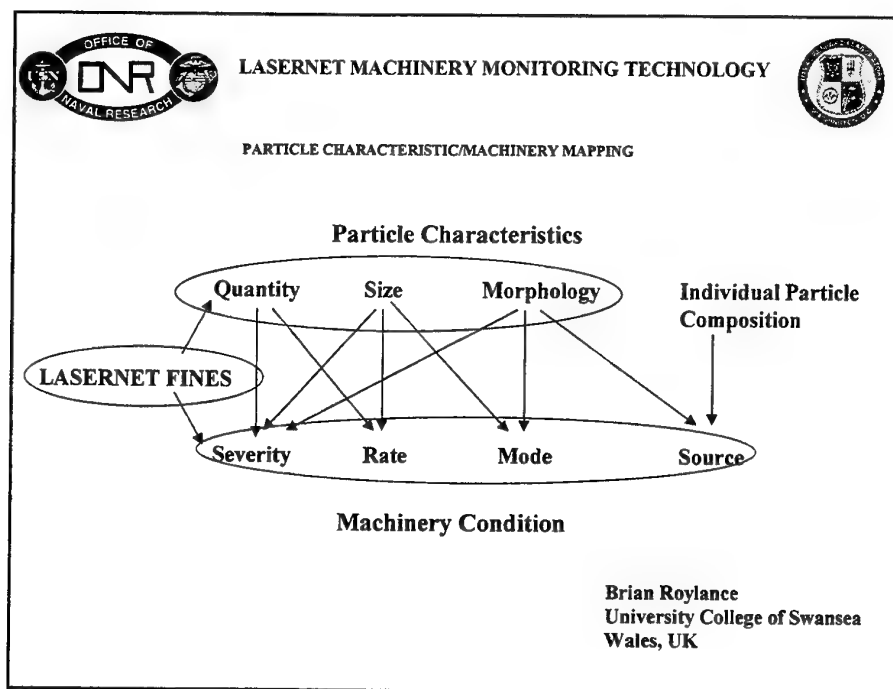 OFFICE OF
ONR
NAVAL RESEARCH
LASERNET MACHINERY MONITORING TECHNOLOGY
PARTICLE CHARACTERISTIC/MACHINERY MAPPING
Particle Characteristics
Quantity Size Morphology
Individual Particle
Composition
LASERNET FINES
Severity Rate Mode Source
Machinery Condition
Brian Roylance
University College of Swansea
Wales, UK